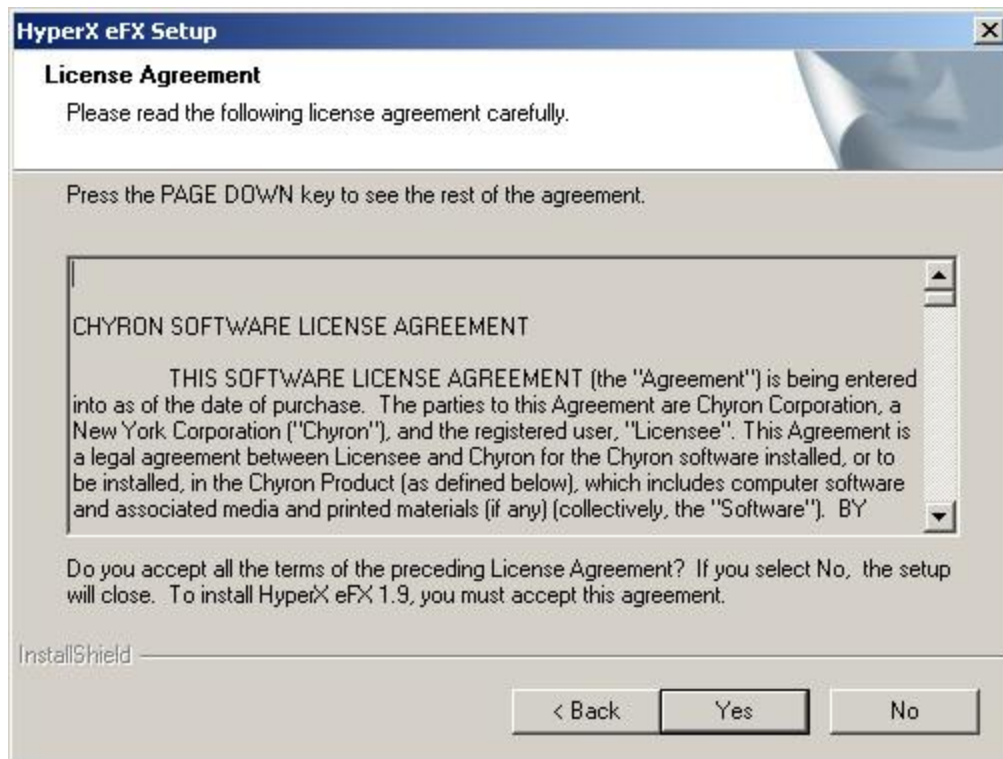 HyperX eFX Setup
License Agreement
Please read the following license agreement carefully.
Press the PAGE DOWN key to see the rest of the agreement.
CHYRON SOFTWARE LICENSE AGREEMENT
THIS SOFTWARE LICENSE AGREEMENT (the "Agreement") is being entered
into as of the date of purchase.  The parties to this Agreement are Chyron Corporation, a
New York Corporation ("Chyron"), and the registered user, "Licensee". This Agreement is
a legal agreement between Licensee and Chyron for the Chyron software installed, or to
be installed, in the Chyron Product (as defined below), which includes computer software
and associated media and printed materials (if any) (collectively, the "Software").  BY
Do you accept all the terms of the preceding License Agreement?  If you select No,  the setup
will close.  To install HyperX eFX 1.9, you must accept this agreement.
InstallShield
< Back Yes No